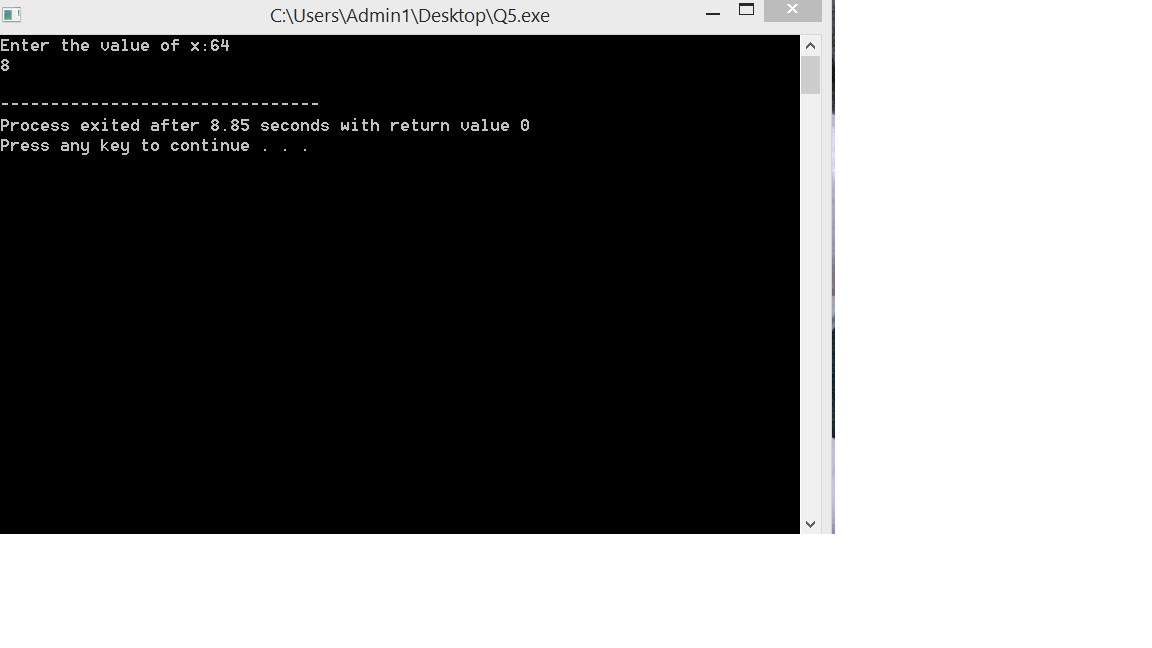 C:\Users\Admin1\Desktop\Q5.exe
Enter the value of x:64
8
--------------------------------
Process exited after 8.85 seconds with return value 0
Press any key to continue . . .